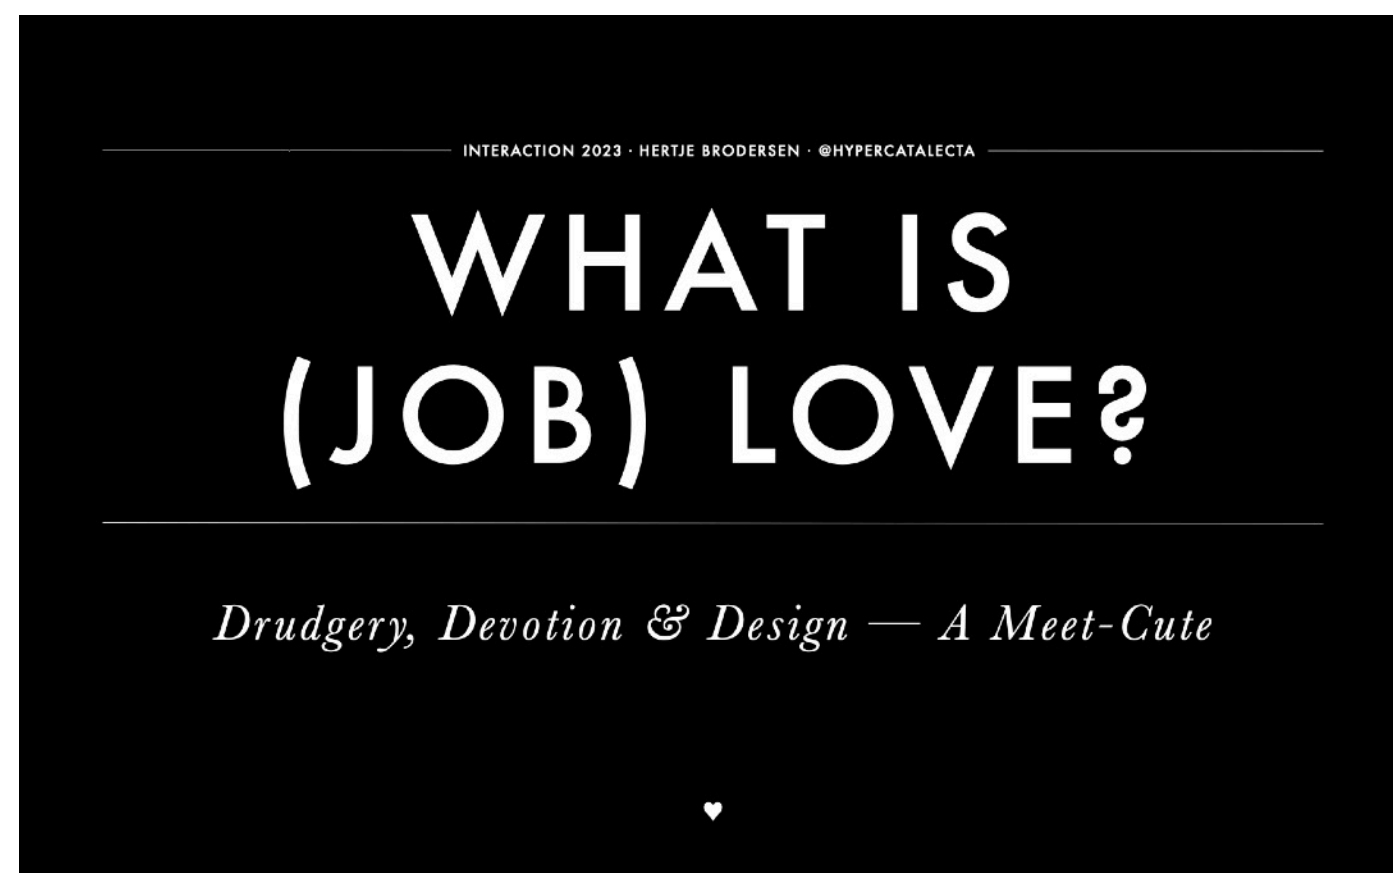 INTERACTION 2023 · HERTJE BRODERSEN · @HYPERCATALECTA
WHAT IS
(JOB) LOVE?
Drudgery, Devotion & Design — A Meet-Cute